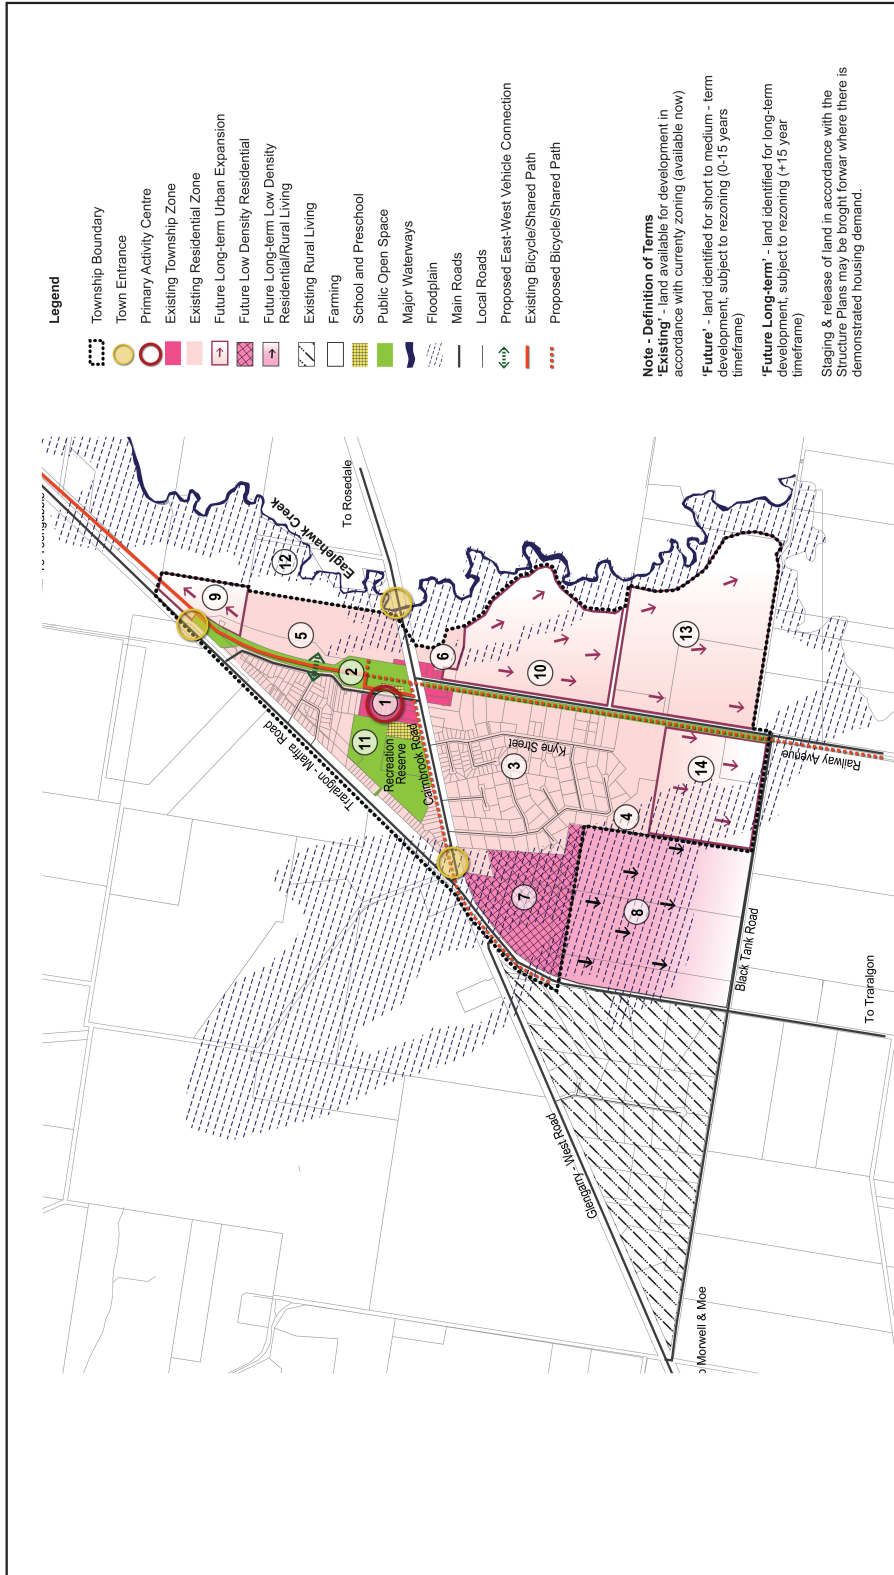 Legend
Township Boundary
Town Entrance
Primary Activity Centre
Existing Township Zone
Existing Residential Zone
Future Long-term Urban Expansion
Future Low Density Residential
Future Long-term Low Density
Residential/Rural Living
Existing Rural Living
Farming
School and Preschool
Public Open Space
Major Waterways
Floodplain
Main Roads
Local Roads
Proposed East-West Vehicle Connection
Existing Bicycle/Shared Path
Proposed Bicycle/Shared Path
Note - Definition of Terms
'Existing' - land available for development in
accordance with currently zoning (available now)
'Future' - land identified for short to medium - term
development, subject to rezoning (0-15 years
timeframe)
'Future Long-term' - land identified for long-term
development, subject to rezoning (+15 year
timeframe)
Staging & release of land in accordance with the
Structure Plans may be broght forwar where there is
demonstrated housing demand.
To Rosedale
Eaglehawk Creek
12
9
5
6
10
13
2
1
11
Recreation
Reserve
Cairnbrook Road
Traralgon - Maffra Road
3
Kyne Street
4
14
Railway Avenue
7
8
Black Tank Road
To Traralgon
Glengarry - West Road
o Morwell & Moe